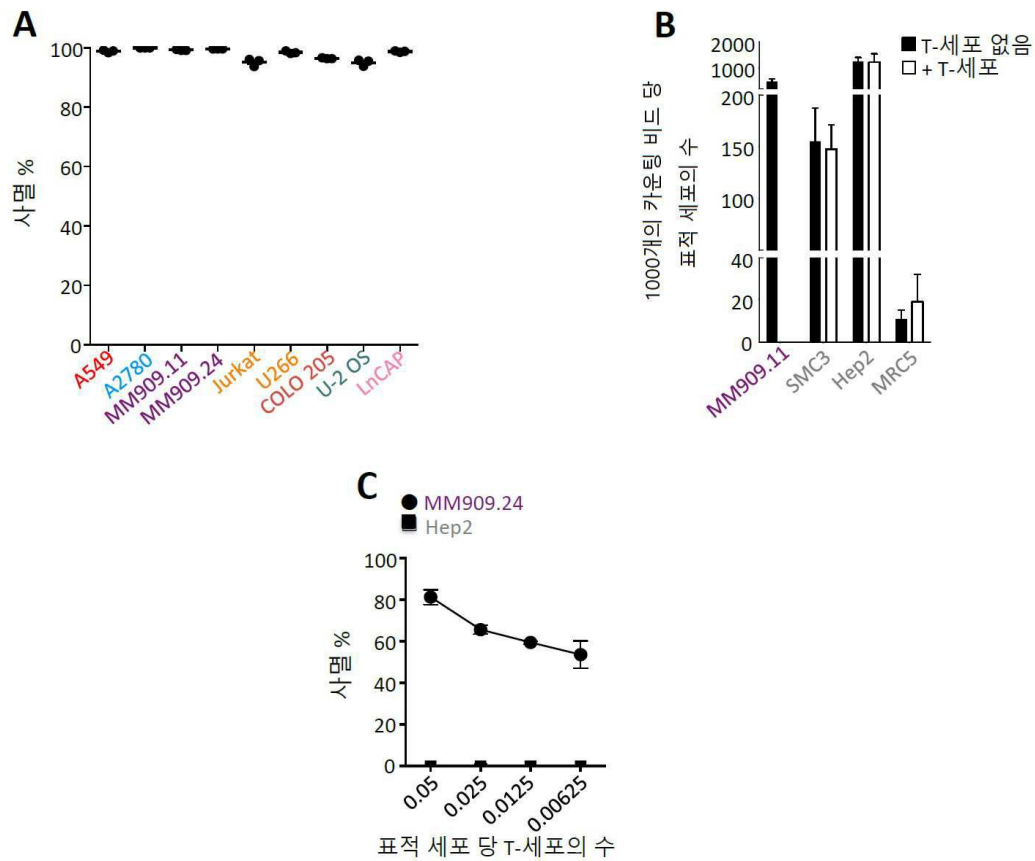 A
사멸 %
100
80
60
40
20
0
A549
A2780
MM909.11
MM909.24
Jurkat
U266
COLO 205
U-2 OS
LnCAP
B
T-세포 없음
+ T-세포
1000개의 카운팅 비드 당
표적 세포의 수
2000
1000
200
150
100
40
20
0
MM909.11
SMC3
Hep2
MRC5
C
MM909.24
Hep2
사멸 %
100
80
60
40
20
0
0.05
0.025
0.0125
0.00625
표적 세포 당 T-세포의 수